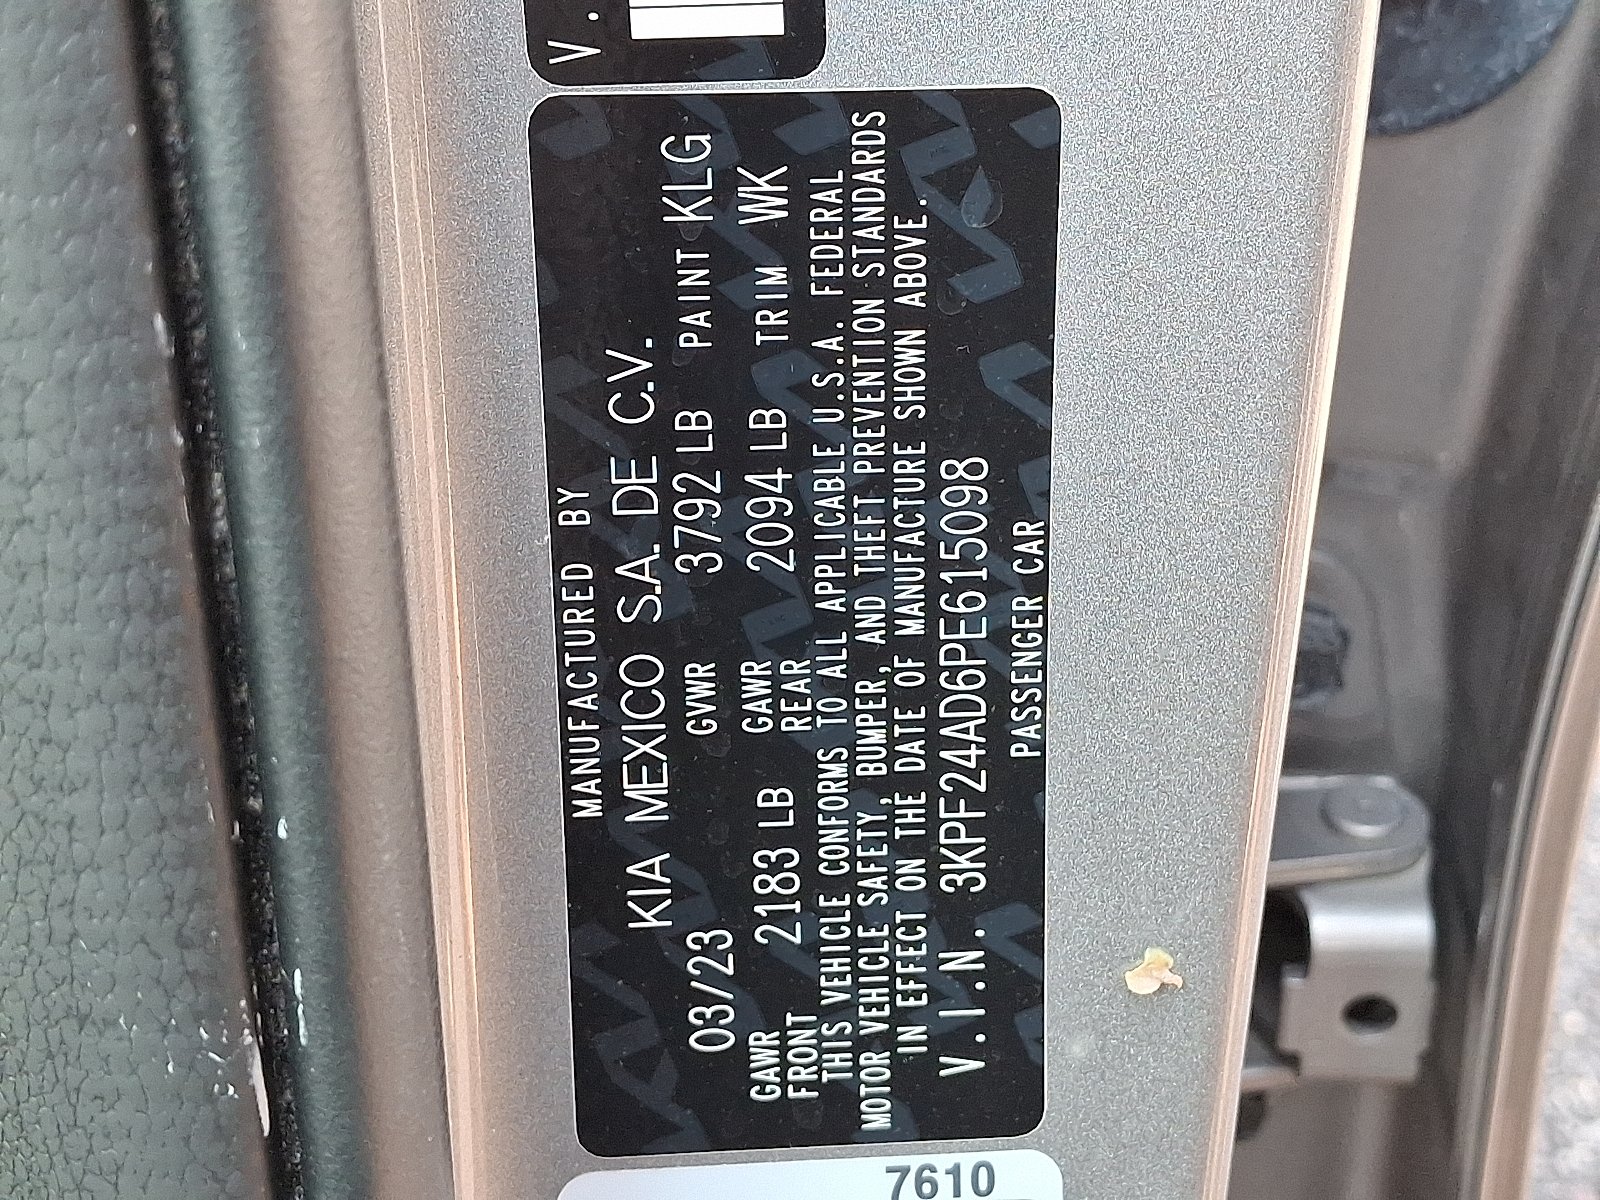 V.
MANUFACTURED BY
KIA MEXICO S.A. DE C.V.
03/23 GVWR 3792 LB PAINT KLG
GAWR FRONT 2183 LB GAWR REAR 2094 LB TRIM WK
THIS VEHICLE CONFORMS TO ALL APPLICABLE U.S.A. FEDERAL
MOTOR VEHICLE SAFETY, BUMPER, AND THEFT PREVENTION STANDARDS
IN EFFECT ON THE DATE OF MANUFACTURE SHOWN ABOVE.
V.I.N. 3KPF24AD6PE615098
PASSENGER CAR
7610